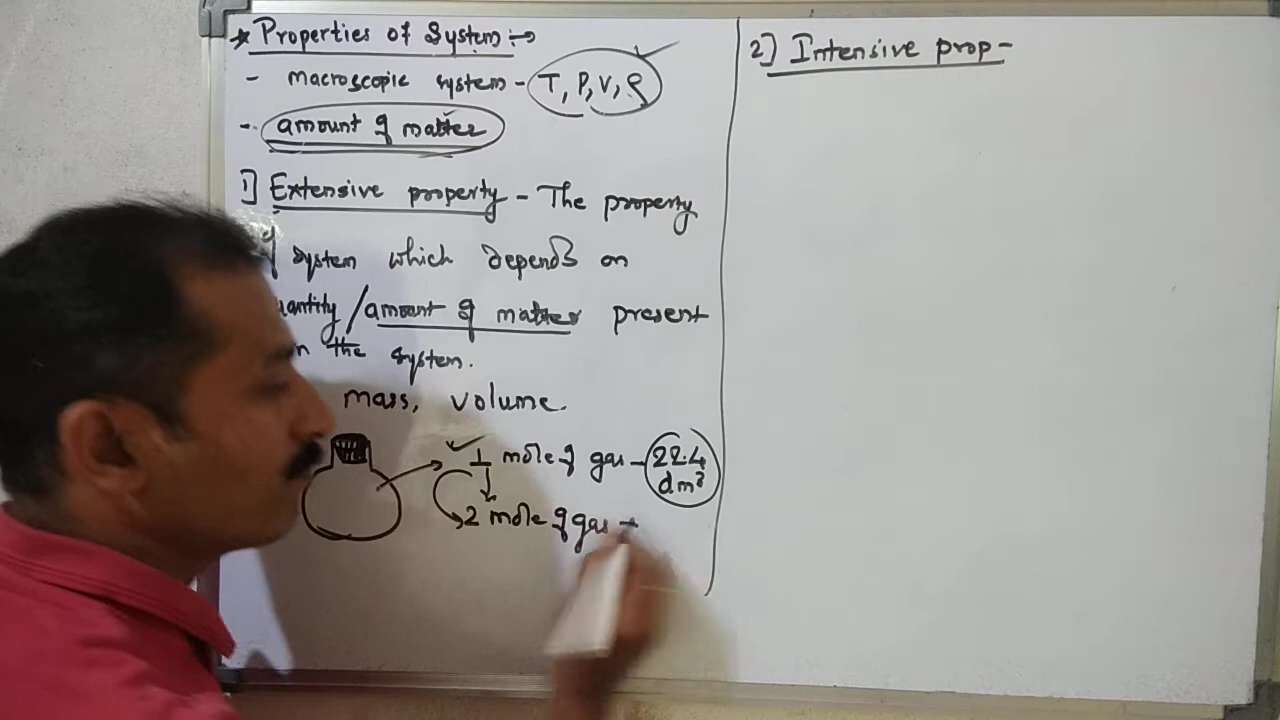 * Properties of System :→
- macroscopic system - T, P, V, ρ
- amount of matter
1] Extensive property - The property
system which depends on
/amount of matter present
the system.
mass, volume.
1 mole of gas - 22.4 dm³
2 mole of gas →
2] Intensive prop -